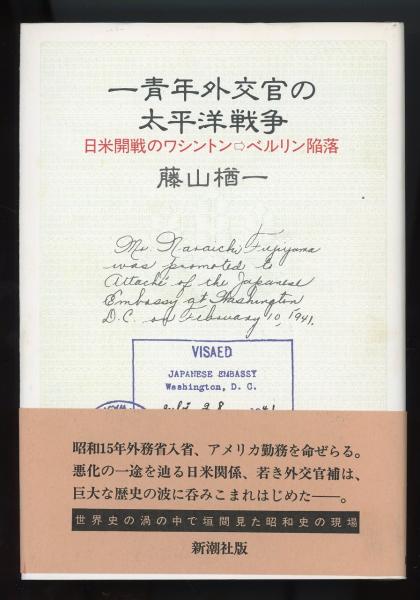 一青年外交官の
太平洋戦争
日米開戦のワシントン⇨ベルリン陥落
藤山楢一
Mr. Naraichi Fujiyama
was promoted to
Attaché of the Japanese
Embassy at Washington
D.C. on February 10, 1941.
VISAED
JAPANESE EMBASSY
Washington, D. C.
昭和15年外務省入省、アメリカ勤務を命ぜらる。
悪化の一途を辿る日米関係、若き外交官補は、
巨大な歴史の波に呑みこまれはじめた——。
世界史の渦の中で垣間見た昭和史の現場
新潮社版